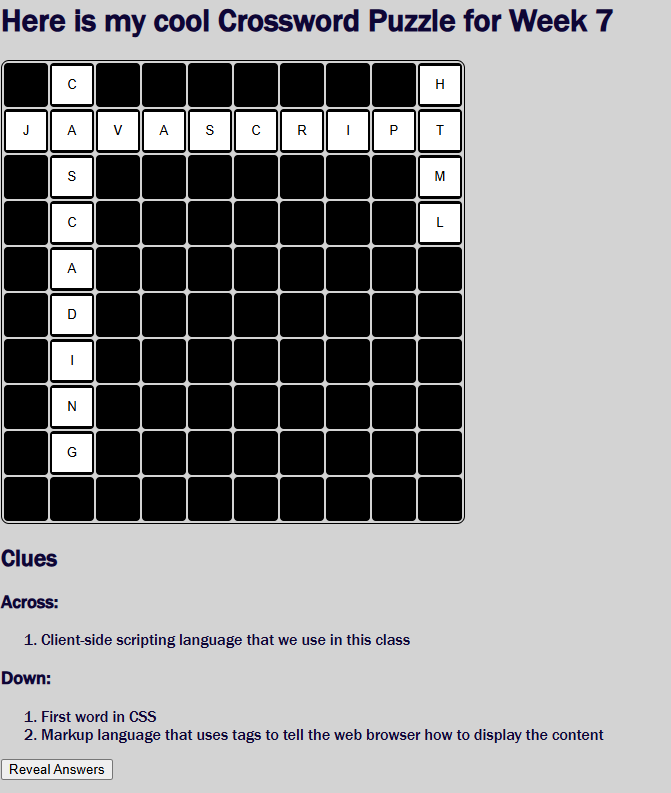 Here is my cool Crossword Puzzle for Week 7
C H
J A V A S C R I P T
S M
C L
A
D
I
N
G
Clues
Across:
1. Client-side scripting language that we use in this class
Down:
1. First word in CSS
2. Markup language that uses tags to tell the web browser how to display the content
Reveal Answers